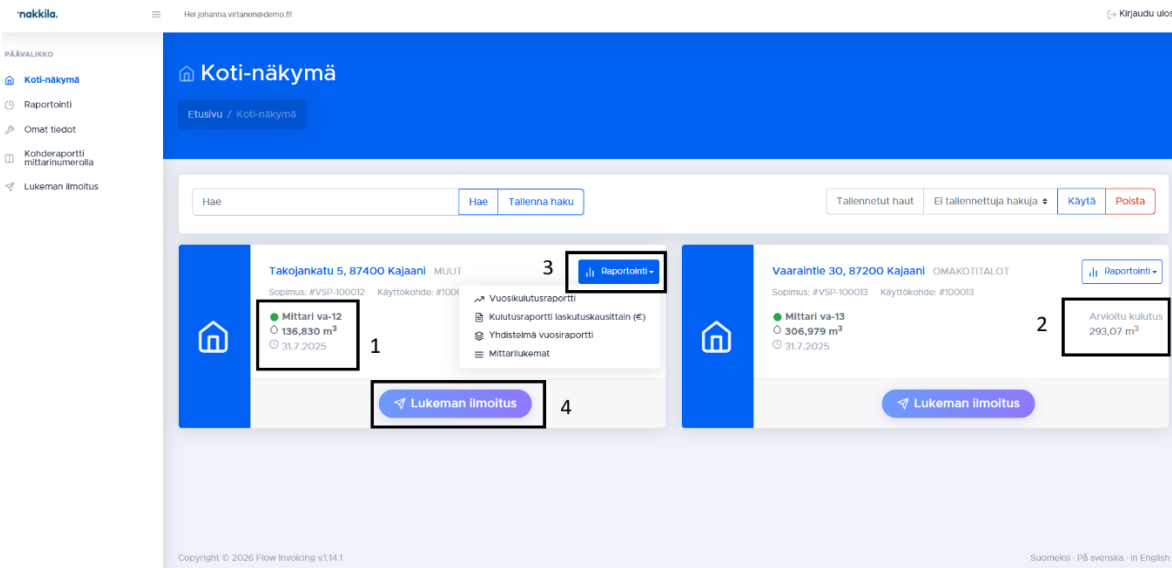 nakkila.
Hei johanna.virtanen@demo.fi!
Kirjaudu ulos
PÄÄVALIKKO
Koti-näkymä
Raportointi
Omat tiedot
Kohderaportti
mittarinumerolla
Lukeman ilmoitus
Koti-näkymä
Etusivu / Koti-näkymä
Hae Hae Tallenna haku
Tallennetut haut Ei tallennettuja hakuja Käytä Poista
Takojankatu 5, 87400 Kajaani MUUT
3
Raportointi
Sopimus: #VSP-100012 Käyttökohde: #1000
Mittari va-12
136,830 m³
31.7.2025
1
Vuosikulutusraportti
Kulutusraportti laskutuskausittain (€)
Yhdistelmä vuosiraportti
Mittarilukemat
Lukeman ilmoitus
4
Vaaraintie 30, 87200 Kajaani OMAKOTITALOT
Raportointi
Sopimus: #VSP-100013 Käyttökohde: #100013
Mittari va-13
306,979 m³
31.7.2025
2
Arvioitu kulutus
293,07 m³
Lukeman ilmoitus
Copyright © 2026 Flow Invoicing v.1.14.1
Suomeksi - På svenska - In English